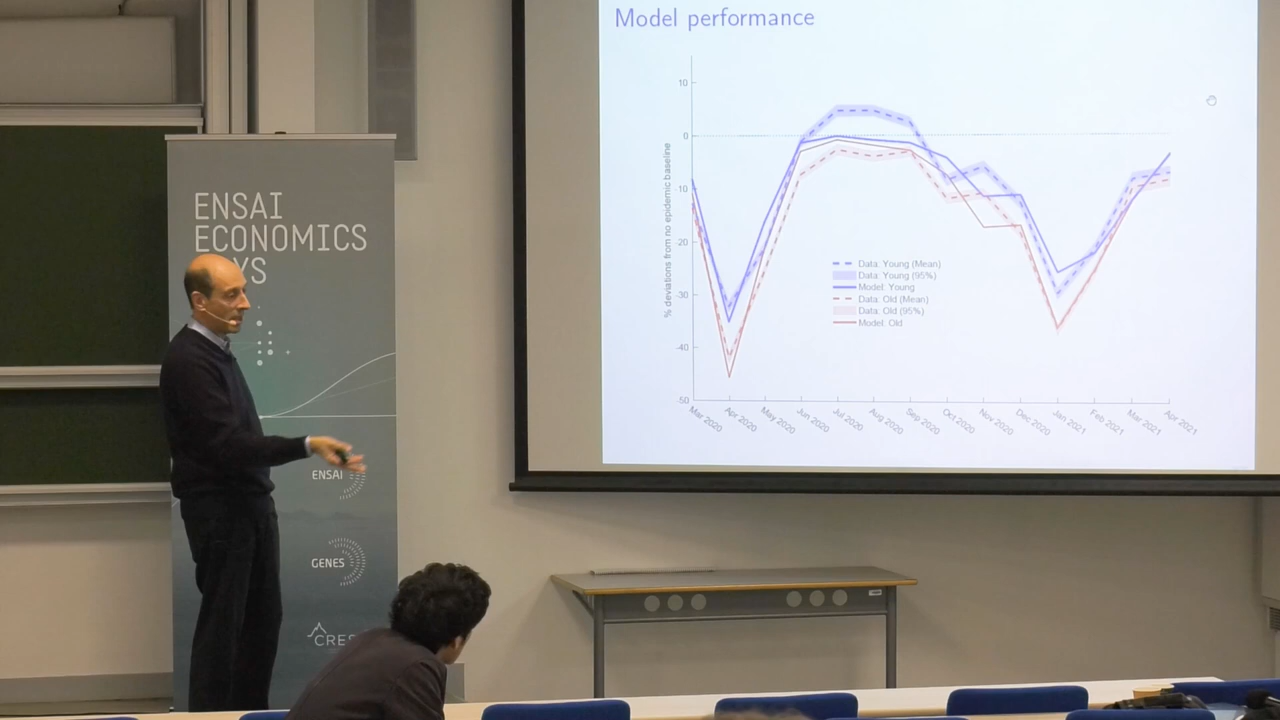 Model performance
ENSAI
ECONOMICS
YS
ENSAI
GENES
CRES
% deviations from no epidemic baseline
10
0
-10
-20
-30
-40
-50
Data: Young (Mean)
Data: Young (95%)
Model: Young
Data: Old (Mean)
Data: Old (95%)
Model: Old
Mar 2020
Apr 2020
May 2020
Jun 2020
Jul 2020
Aug 2020
Sep 2020
Oct 2020
Nov 2020
Dec 2020
Jan 2021
Feb 2021
Mar 2021
Apr 2021